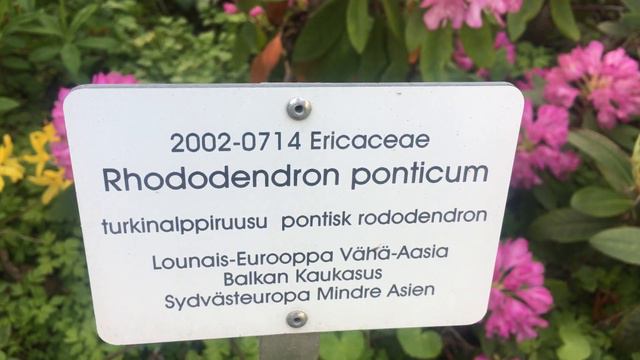 2002-0714 Ericaceae
Rhododendron ponticum
turkinalppiruusu pontisk rododendron
Lounais-Eurooppa Vähä-Aasia
Balkan Kaukasus
Sydvästeuropa Mindre Asien